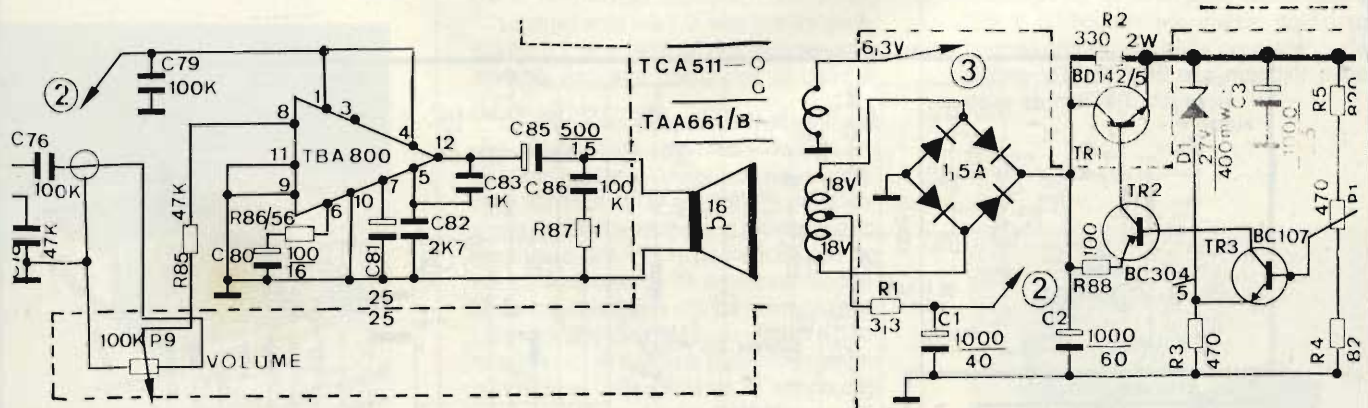 2
C79
100K
C76
100K
47K
47K
R85
8
1
3
4
12
11
TBA800
9
6
10
7
5
R86/56
C80
100
16
C81
25
25
C83
1K
C82
2K7
C85
500
15
C86
100
K
R87
1
16
Ω
100K P9
VOLUME
TCA511
TAA661/B
6,3V
3
18V
18V
1,5A
R1
3,3
2
C1
1000
40
C2
1000
60
R2
330
2W
BD142/5
TR1
TR2
100
R88
BC304
TR3
BC107
D1
27V
400mW
C3
1000
R5
820
470
P1
5
R3
470
R4
82